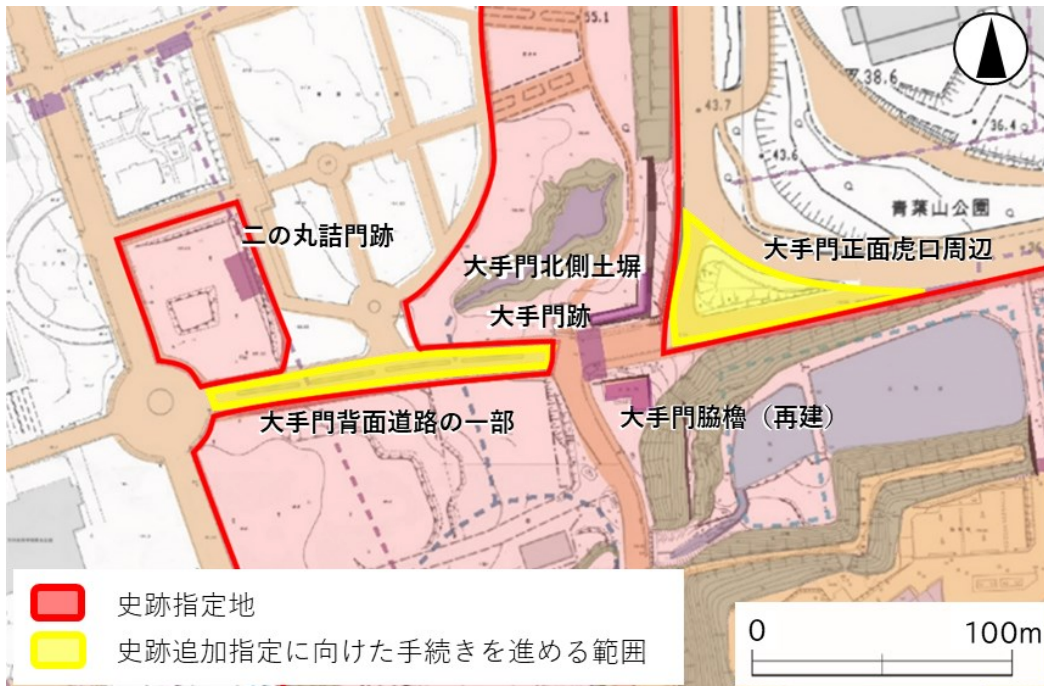 55.1
38.6
43.7
36.4
43.6
青葉山公園
二の丸詰門跡
大手門正面虎口周辺
大手門北側土塀
大手門跡
大手門背面道路の一部
大手門脇櫓（再建）
史跡指定地
史跡追加指定に向けた手続きを進める範囲
0
100m